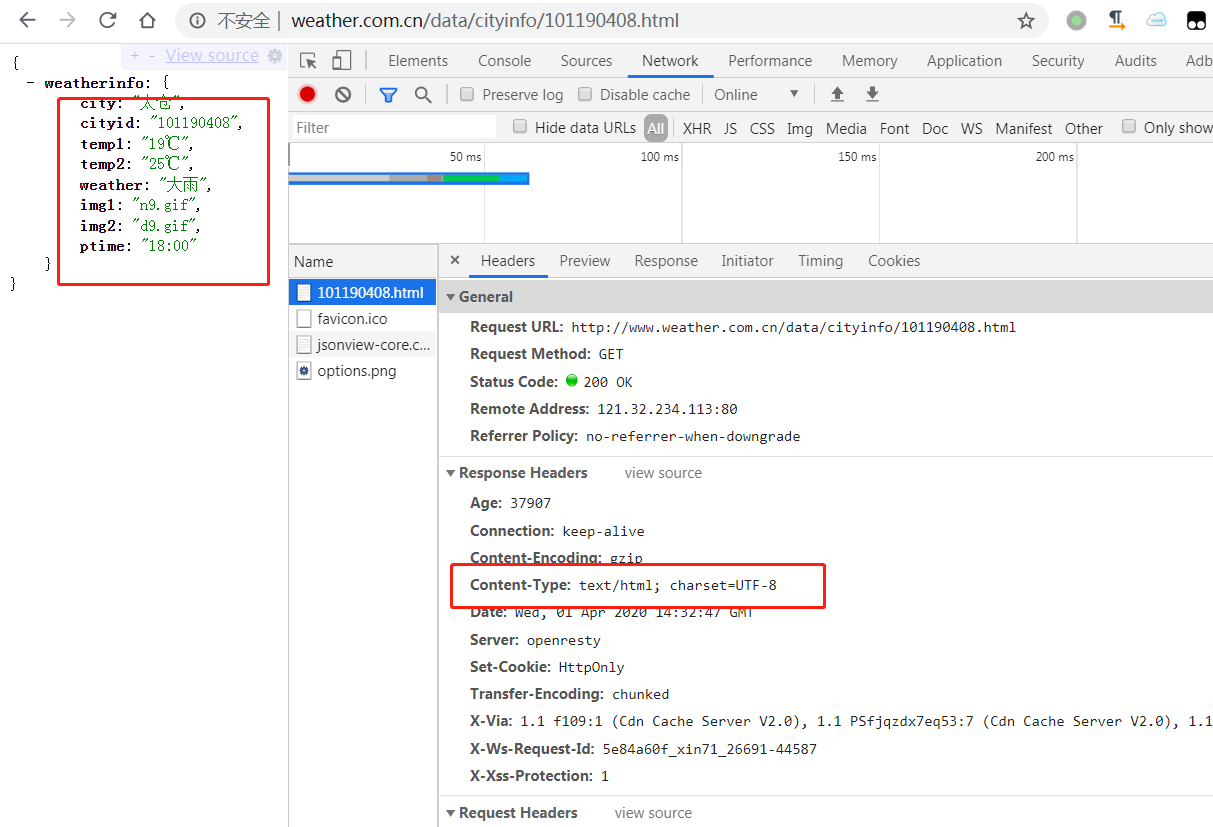 不安全 | weather.com.cn/data/cityinfo/101190408.html
+ - View source
{
- weatherinfo: {
city: "太仓",
cityid: "101190408",
temp1: "19℃",
temp2: "25℃",
weather: "大雨",
img1: "n9.gif",
img2: "d9.gif",
ptime: "18:00"
}
}
Elements Console Sources Network Performance Memory Application Security Audits Adb
Preserve log Disable cache Online
Filter Hide data URLs All XHR JS CSS Img Media Font Doc WS Manifest Other Only show
50 ms 100 ms 150 ms 200 ms
Name
101190408.html
favicon.ico
jsonview-core.c...
options.png
× Headers Preview Response Initiator Timing Cookies
General
Request URL: http://www.weather.com.cn/data/cityinfo/101190408.html
Request Method: GET
Status Code: 200 OK
Remote Address: 121.32.234.113:80
Referrer Policy: no-referrer-when-downgrade
Response Headers view source
Age: 37907
Connection: keep-alive
Content-Encoding: gzip
Content-Type: text/html; charset=UTF-8
Date: Wed, 01 Apr 2020 14:32:47 GMT
Server: openresty
Set-Cookie: HttpOnly
Transfer-Encoding: chunked
X-Via: 1.1 f109:1 (Cdn Cache Server V2.0), 1.1 PSfjqzdx7eq53:7 (Cdn Cache Server V2.0), 1.1
X-Ws-Request-Id: 5e84a60f_xin71_26691-44587
X-Xss-Protection: 1
Request Headers view source